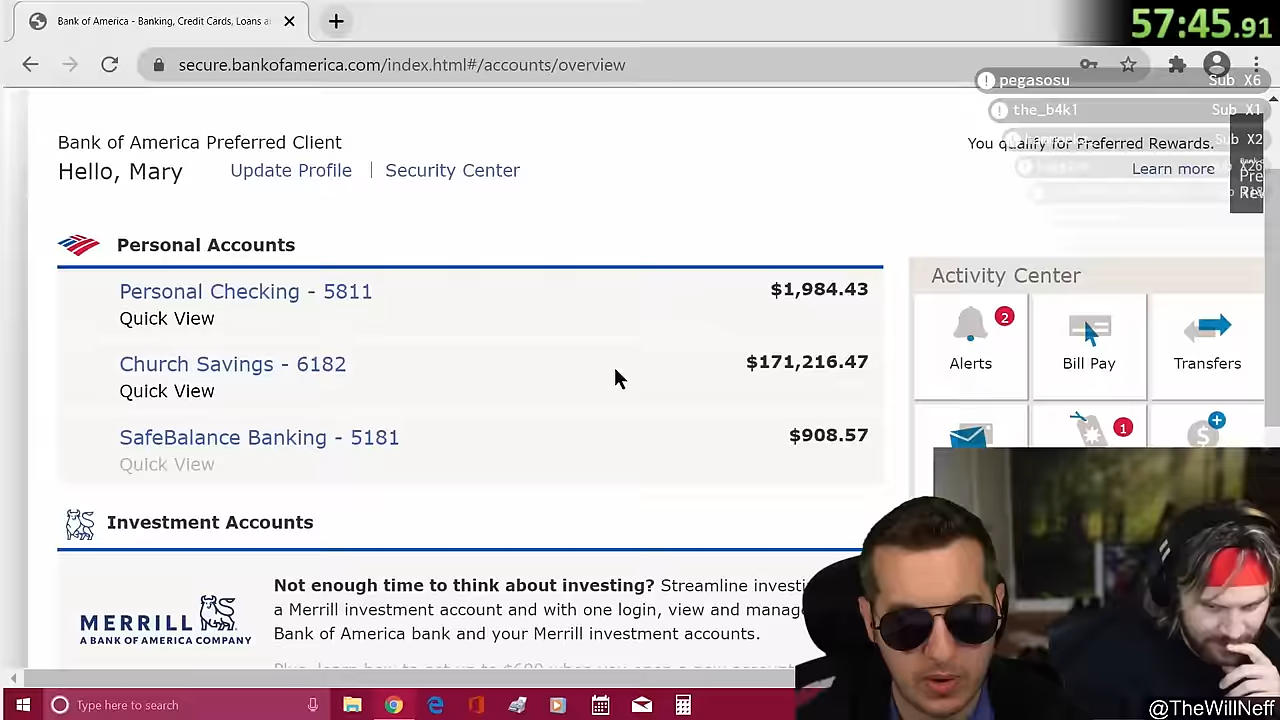 Bank of America - Banking, Credit Cards, Loans a
57:45.91
secure.bankofamerica.com/index.html#/accounts/overview
pegasosu Sub X6
the_b4k1 Sub X1
Sub X2
Bank of America Preferred Client
You qualify for Preferred Rewards.
Hello, Mary
Update Profile
Security Center
Learn more
X26
Pre
Personal Accounts
Personal Checking - 5811
$1,984.43
Quick View
Church Savings - 6182
$171,216.47
Quick View
SafeBalance Banking - 5181
$908.57
Quick View
Activity Center
2
Alerts
Bill Pay
Transfers
1
Investment Accounts
MERRILL
A BANK OF AMERICA COMPANY
Not enough time to think about investing? Streamline investi
a Merrill investment account and with one login, view and manag
Bank of America bank and your Merrill investment accounts.
Type here to search
@TheWillNeff